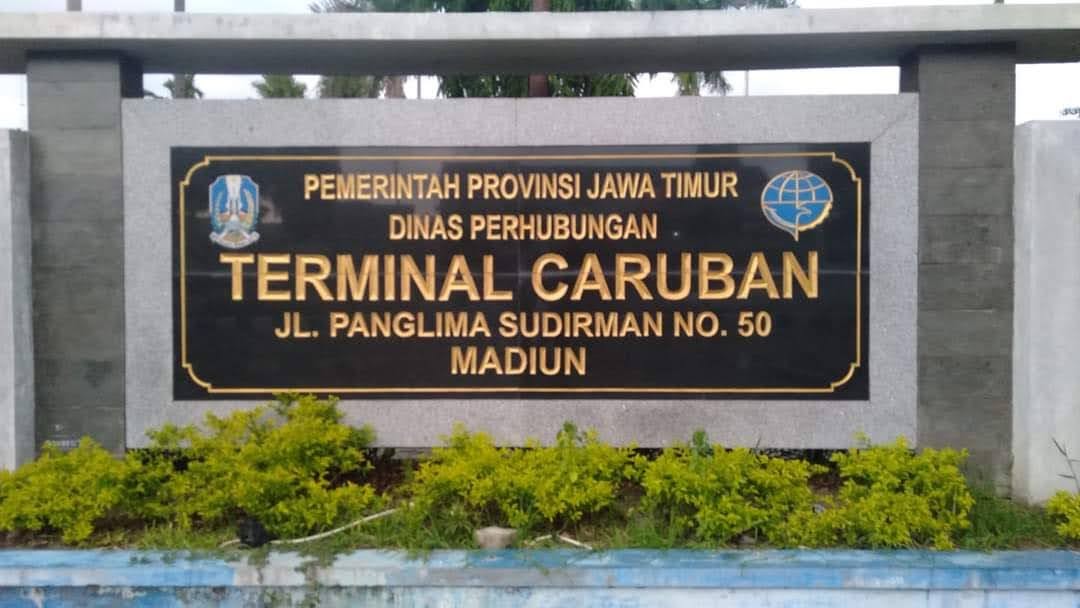 PEMERINTAH PROVINSI JAWA TIMUR
DINAS PERHUBUNGAN
TERMINAL CARUBAN
JL. PANGLIMA SUDIRMAN NO. 50
MADIUN